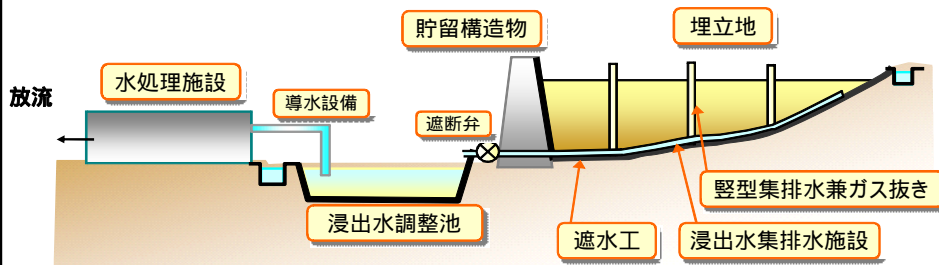 貯留構造物
埋立地
水処理施設
放流
導水設備
遮断弁
竪型集排水兼ガス抜き
浸出水調整池
遮水工
浸出水集排水施設